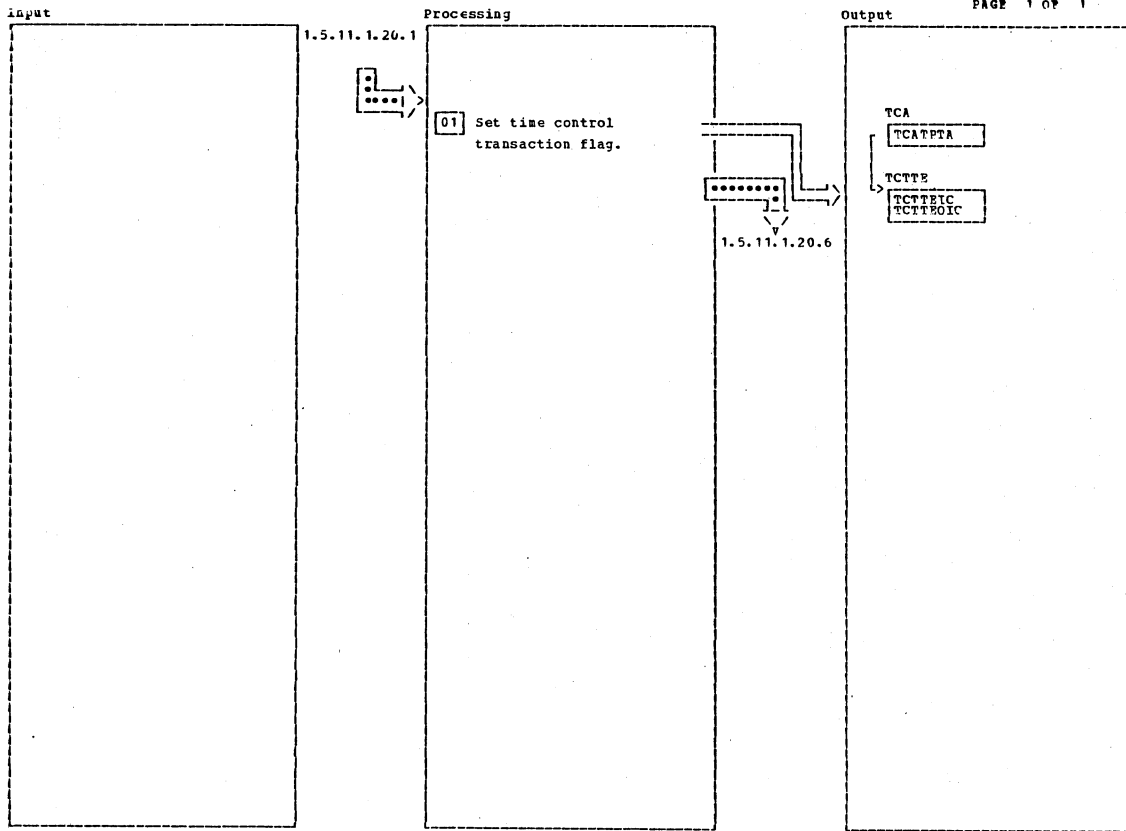 PAGE 1 OF 1
Input
Processing
Output
1.5.11.1.20.1
01 Set time control
transaction flag.
TCA
TCATPTA
TCTTE
TCTTEIC
TCTTEOIC
1.5.11.1.20.6